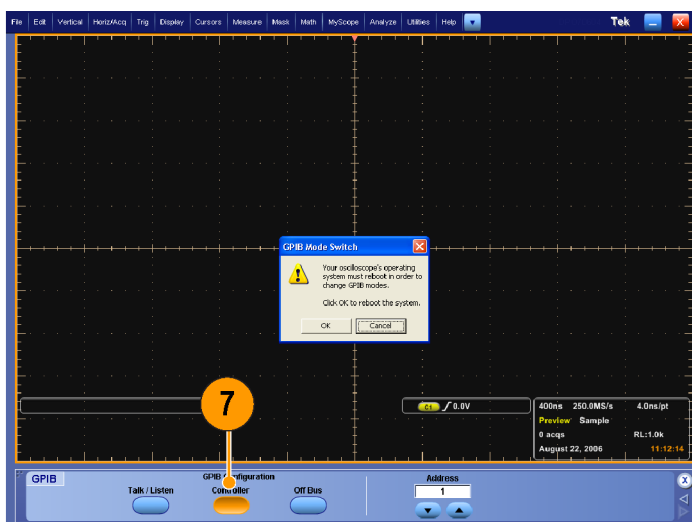 File Edit Vertical Horiz/Acq Trig Display Cursors Measure Mask Math MyScope Analyze Utilities Help Tek
GPIB Mode Switch
Your oscilloscope's operating
system must reboot in order to
change GPIB modes.
Click OK to reboot the system.
OK Cancel
7
C1 0.0V
400ns 250.0MS/s 4.0ns/pt
Preview Sample
0 acqs RL:1.0k
August 22, 2006 11:12:14
GPIB
GPIB Configuration
Talk / Listen Controller Off Bus
Address
1